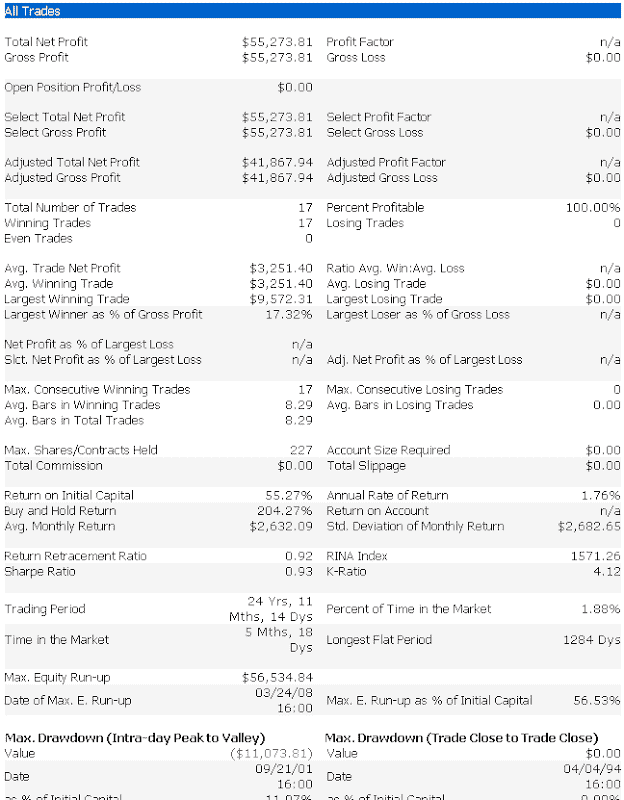 All Trades
Total Net Profit $55,273.81 Profit Factor n/a
Gross Profit $55,273.81 Gross Loss $0.00
Open Position Profit/Loss $0.00
Select Total Net Profit $55,273.81 Select Profit Factor n/a
Select Gross Profit $55,273.81 Select Gross Loss $0.00
Adjusted Total Net Profit $41,867.94 Adjusted Profit Factor n/a
Adjusted Gross Profit $41,867.94 Adjusted Gross Loss $0.00
Total Number of Trades 17 Percent Profitable 100.00%
Winning Trades 17 Losing Trades 0
Even Trades 0
Avg. Trade Net Profit $3,251.40 Ratio Avg. Win:Avg. Loss n/a
Avg. Winning Trade $3,251.40 Avg. Losing Trade $0.00
Largest Winning Trade $9,572.31 Largest Losing Trade $0.00
Largest Winner as % of Gross Profit 17.32% Largest Loser as % of Gross Loss n/a
Net Profit as % of Largest Loss n/a
Slct. Net Profit as % of Largest Loss n/a Adj. Net Profit as % of Largest Loss n/a
Max. Consecutive Winning Trades 17 Max. Consecutive Losing Trades 0
Avg. Bars in Winning Trades 8.29 Avg. Bars in Losing Trades 0.00
Avg. Bars in Total Trades 8.29
Max. Shares/Contracts Held 227 Account Size Required $0.00
Total Commission $0.00 Total Slippage $0.00
Return on Initial Capital 55.27% Annual Rate of Return 1.76%
Buy and Hold Return 204.27% Return on Account n/a
Avg. Monthly Return $2,632.09 Std. Deviation of Monthly Return $2,682.65
Return Retracement Ratio 0.92 RINA Index 1571.26
Sharpe Ratio 0.93 K-Ratio 4.12
Trading Period 24 Yrs, 11 Mths, 14 Dys Percent of Time in the Market 1.88%
Time in the Market 5 Mths, 18 Dys Longest Flat Period 1284 Dys
Max. Equity Run-up $56,534.84
Date of Max. E. Run-up 03/24/08 16:00 Max. E. Run-up as % of Initial Capital 56.53%
Max. Drawdown (Intra-day Peak to Valley) Max. Drawdown (Trade Close to Trade Close)
Value ($11,073.81) Value $0.00
Date 09/21/01 16:00 Date 04/04/94 16:00
as % of Initial Capital 11.07% as % of Initial Capital 0.00%